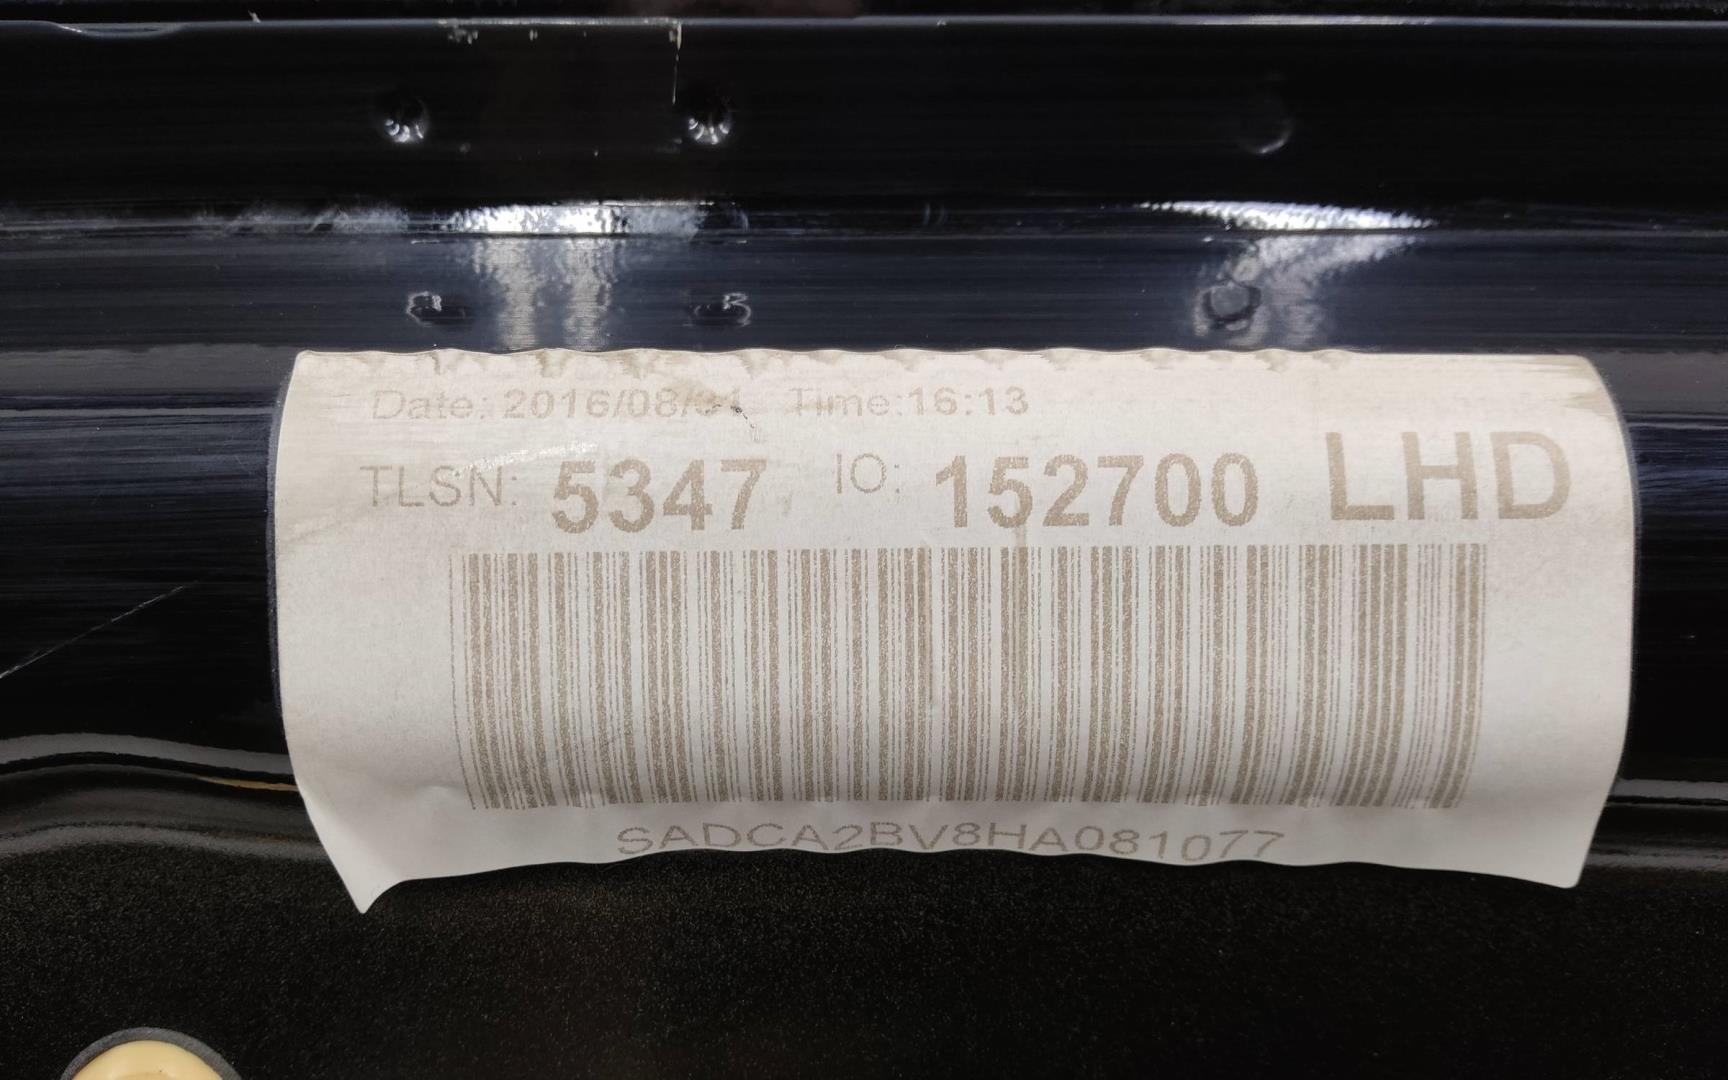 Date: 2016/08/31 Time:16:13
TLSN: 5347 IO: 152700 LHD
SADCA2BV8HA081077